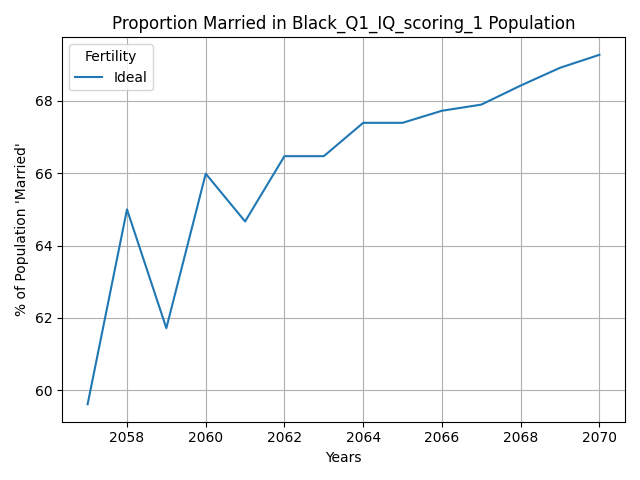 Proportion Married in Black_Q1_IQ_scoring_1 Population
Fertility
Ideal
% of Population 'Married'
68
66
64
62
60
2058 2060 2062 2064 2066 2068 2070
Years